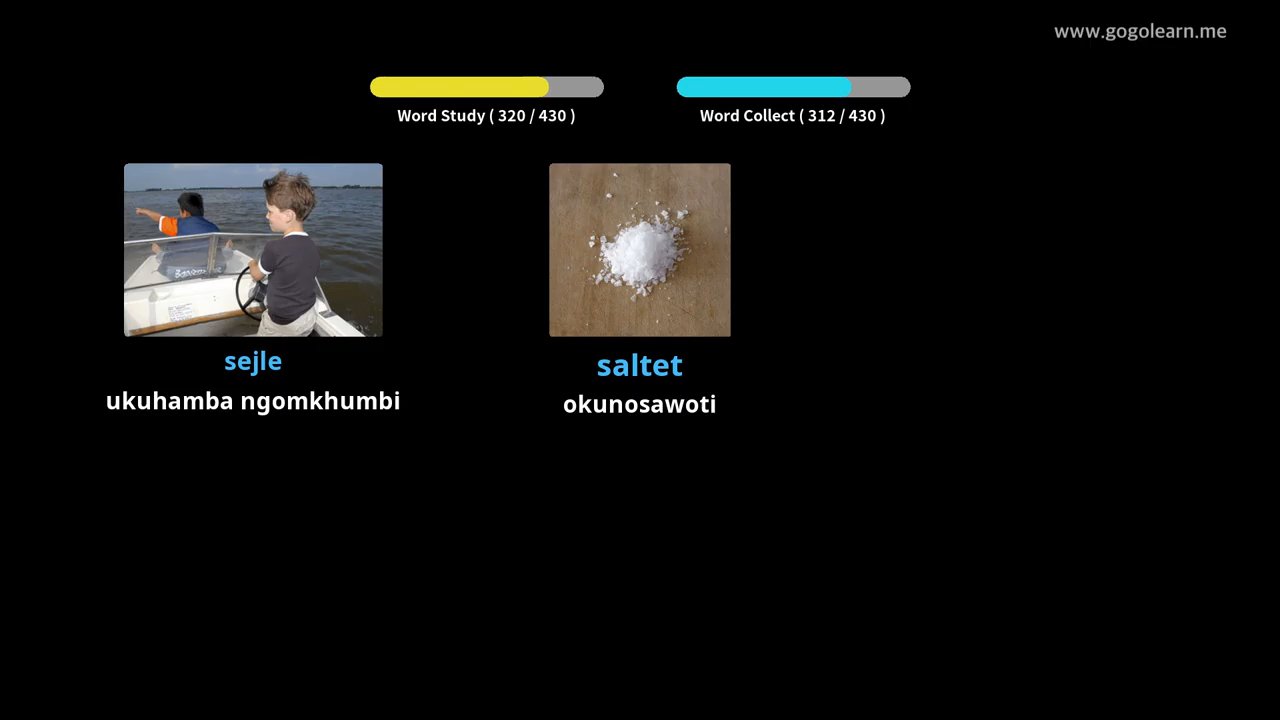 www.gogolearn.me
Word Study ( 320 / 430 )
Word Collect ( 312 / 430 )
sejle
ukuhamba ngomkhumbi
saltet
okunosawoti